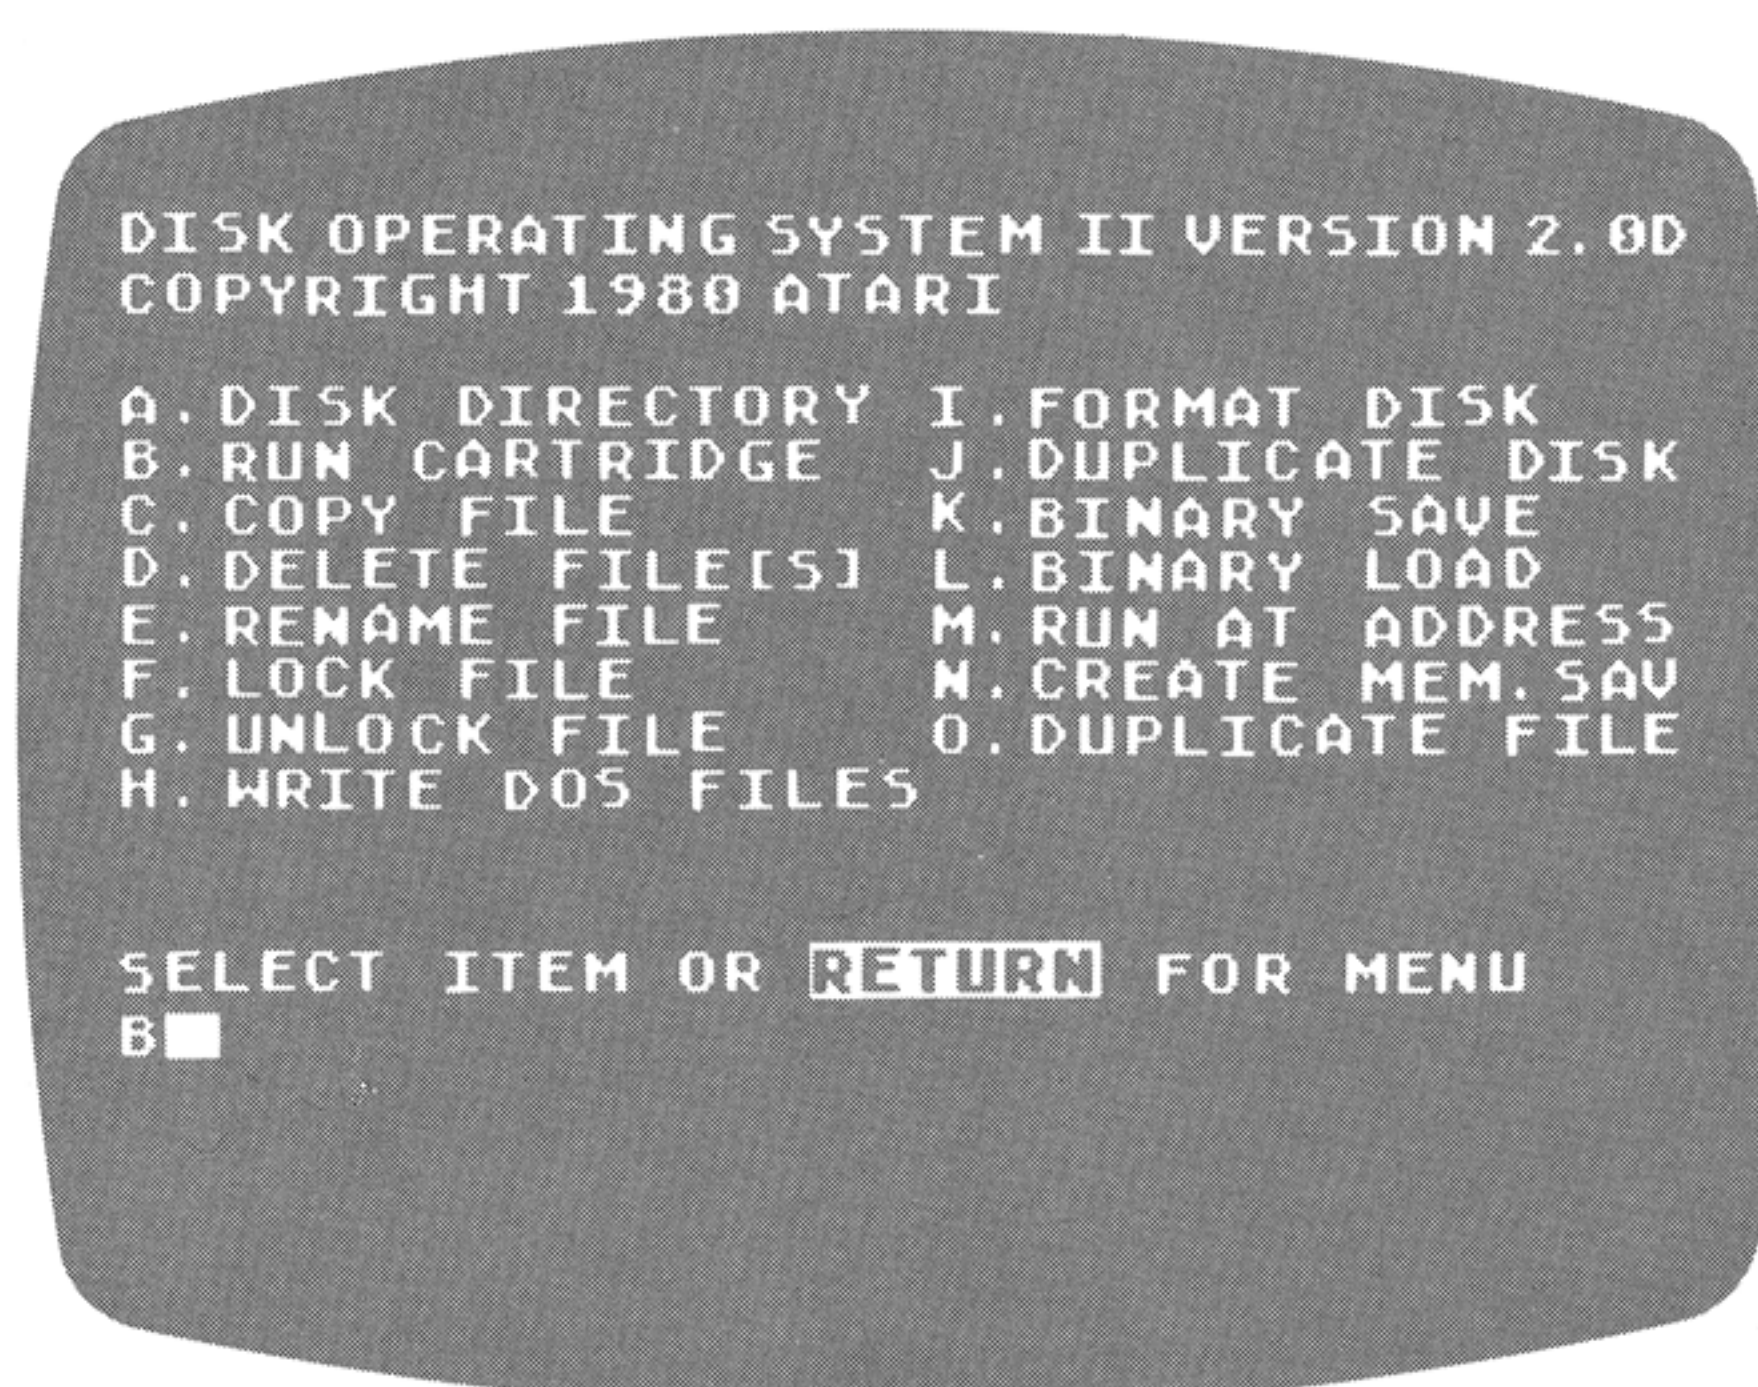 DISK OPERATING SYSTEM II VERSION 2.0D
COPYRIGHT 1980 ATARI
A. DISK DIRECTORY I. FORMAT DISK
B. RUN CARTRIDGE J. DUPLICATE DISK
C. COPY FILE K. BINARY SAVE
D. DELETE FILE[S] L. BINARY LOAD
E. RENAME FILE M. RUN AT ADDRESS
F. LOCK FILE N. CREATE MEM.SAV
G. UNLOCK FILE O. DUPLICATE FILE
H. WRITE DOS FILES
SELECT ITEM OR RETURN FOR MENU
B